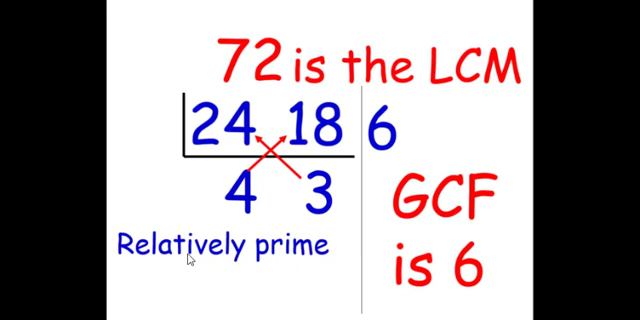 72 is the LCM
24 18 6
4 3
GCF
is 6
Relatively prime